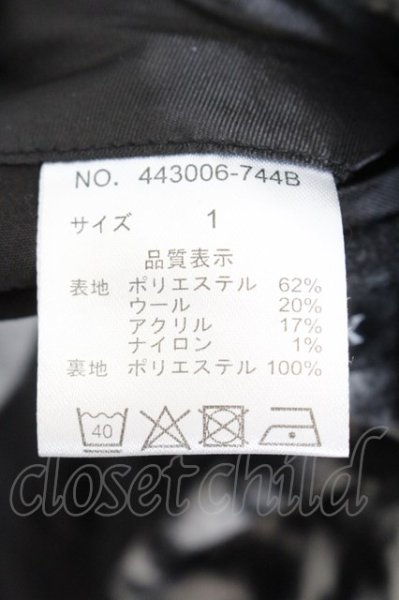 NO. 443006-744B
サイズ 1
品質表示
表地 ポリエステル 62%
ウール 20%
アクリル 17%
ナイロン 1%
裏地 ポリエステル 100%
40
closet child